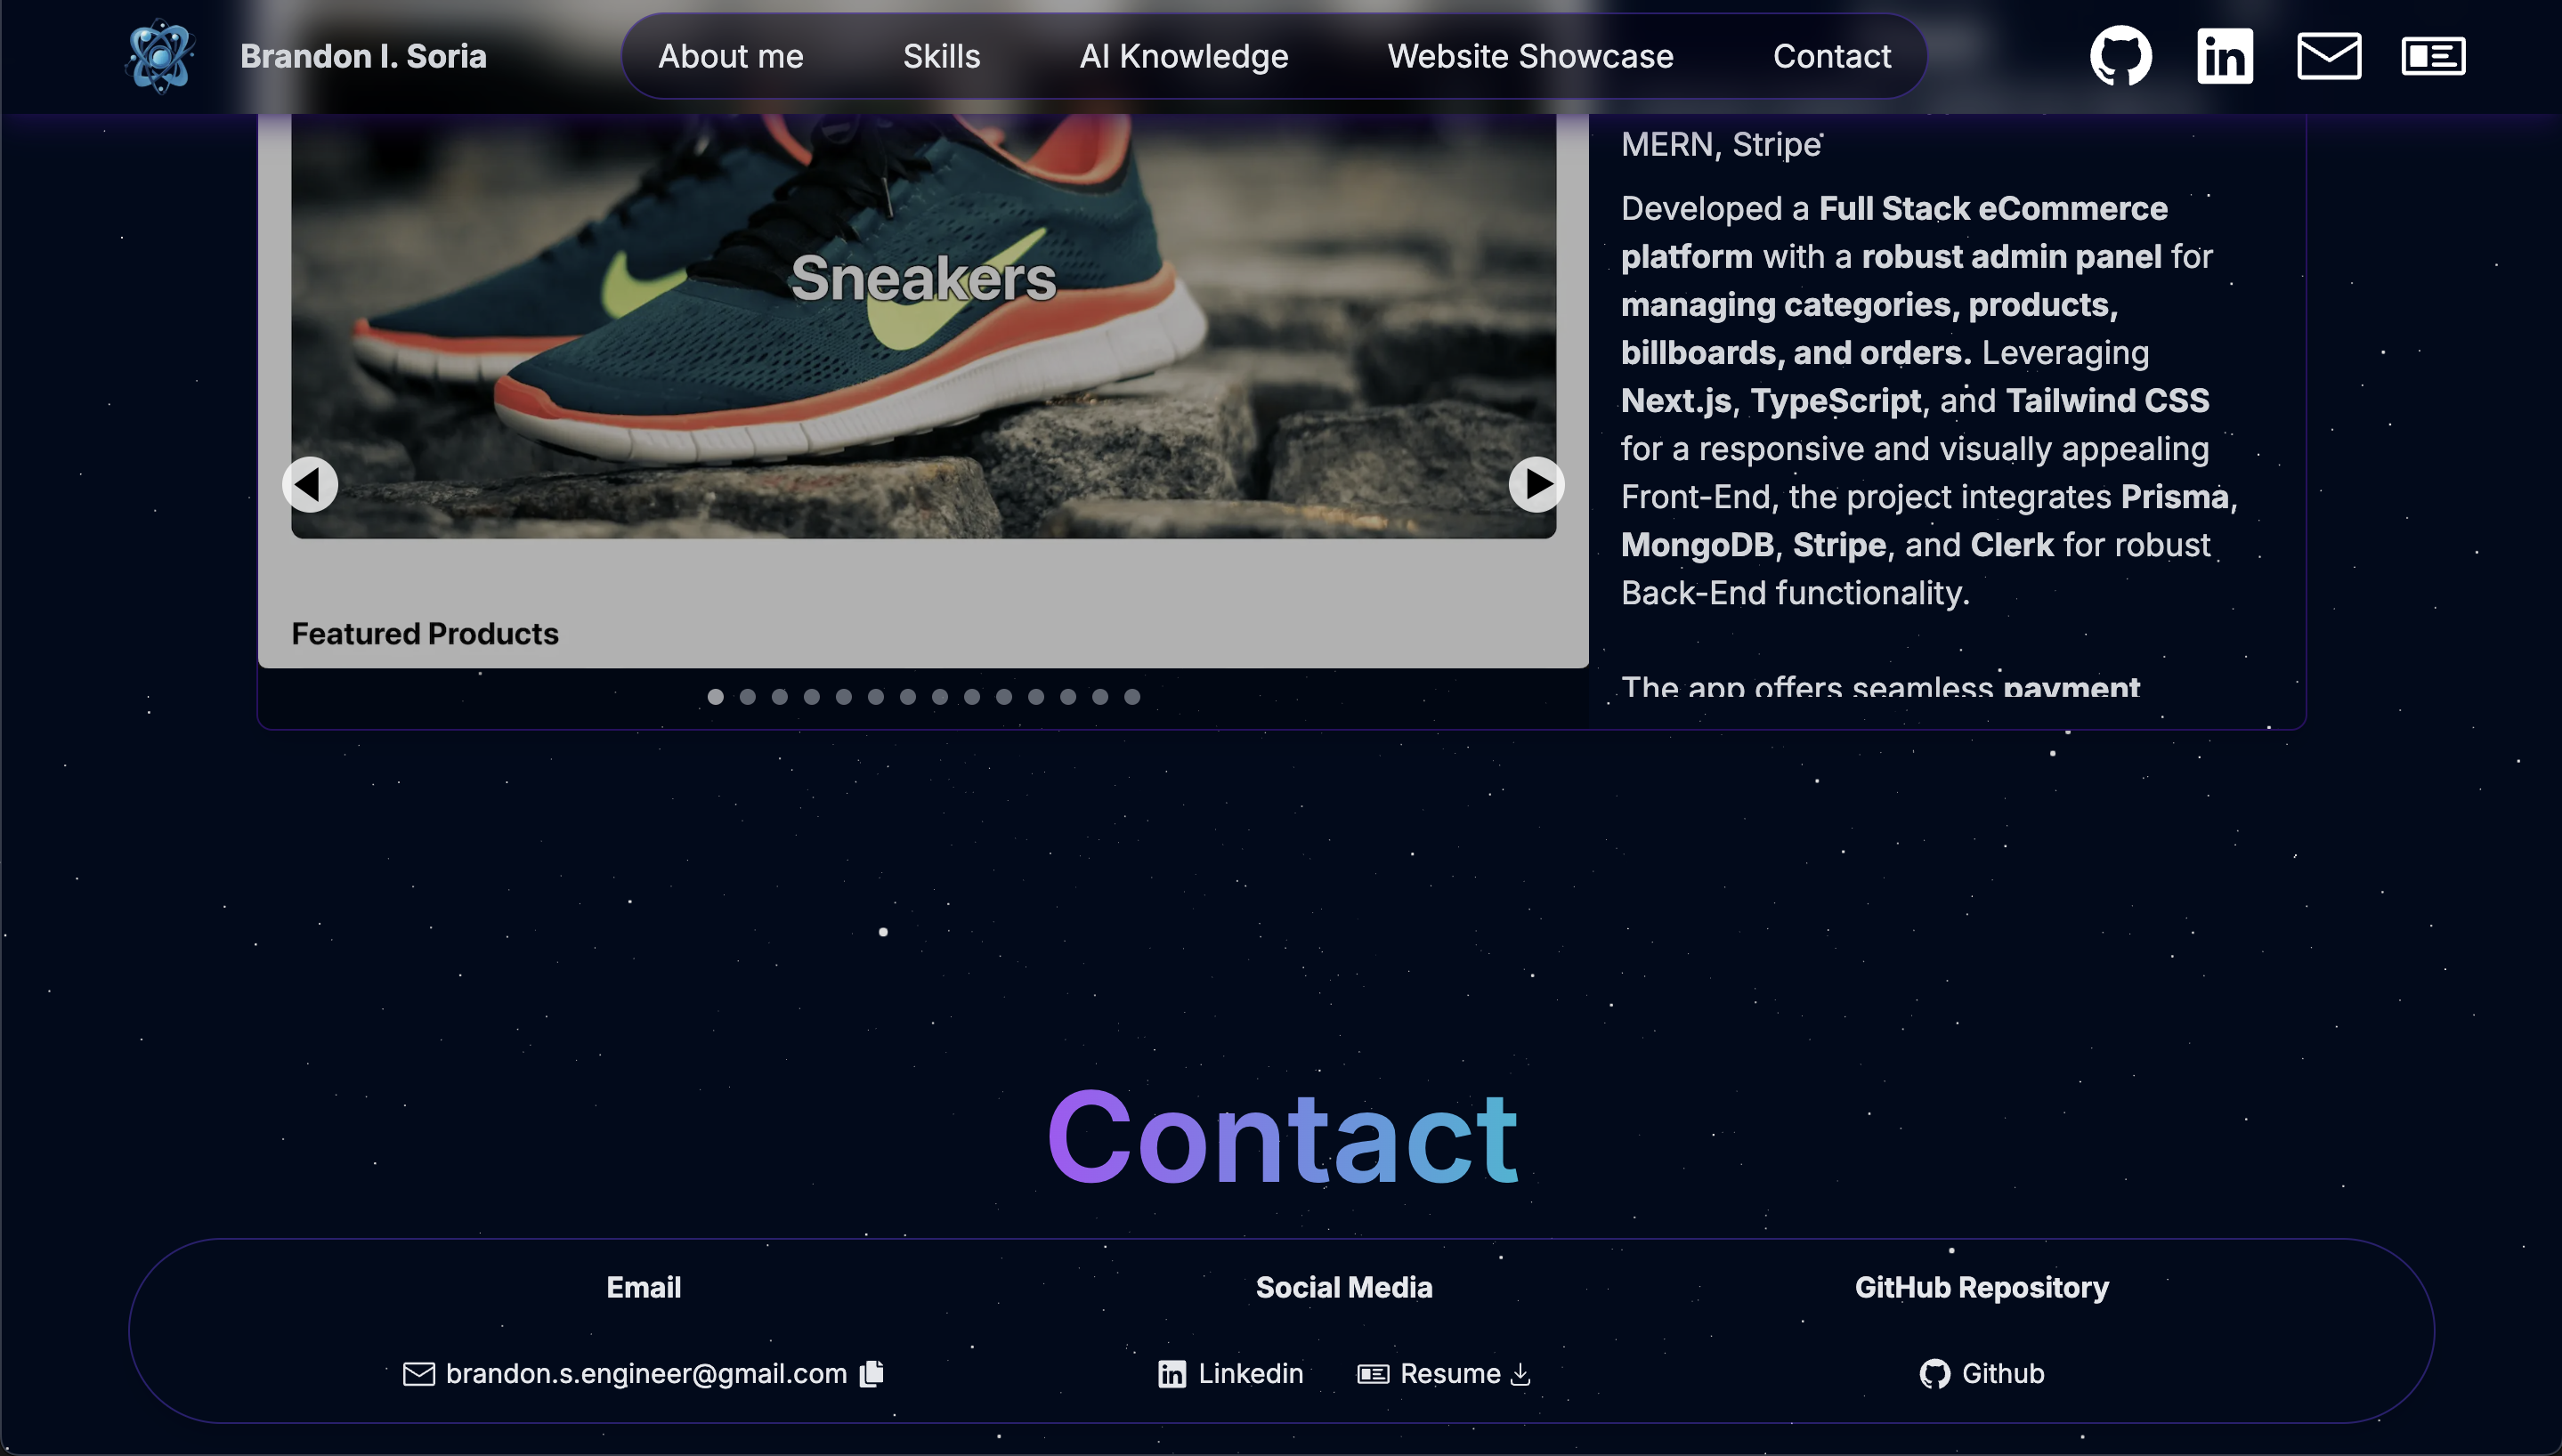 Brandon I. Soria
About me
Skills
AI Knowledge
Website Showcase
Contact
Sneakers
Featured Products
MERN, Stripe
Developed a Full Stack eCommerce
platform with a robust admin panel for
managing categories, products,
billboards, and orders. Leveraging
Next.js, TypeScript, and Tailwind CSS
for a responsive and visually appealing
Front-End, the project integrates Prisma,
MongoDB, Stripe, and Clerk for robust
Back-End functionality.
The app offers seamless payment
Contact
Email
Social Media
GitHub Repository
brandon.s.engineer@gmail.com
Linkedin
Resume
Github